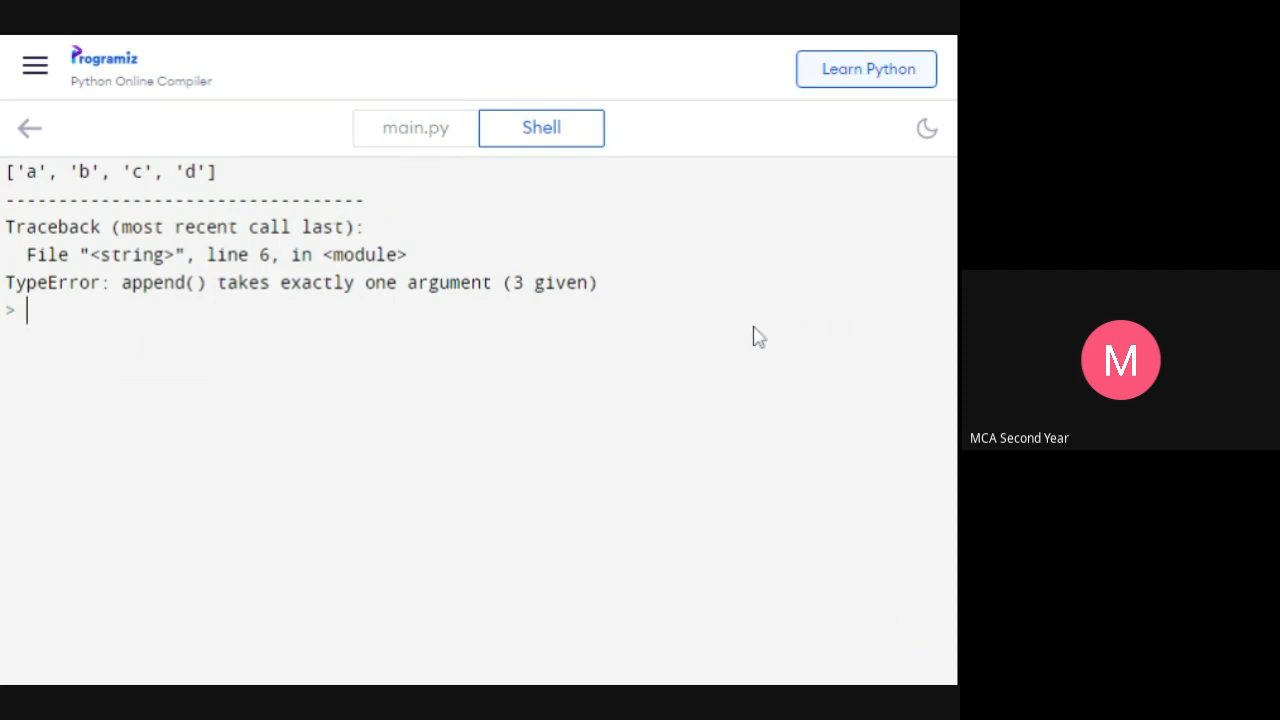 Programiz
Python Online Compiler
Learn Python
main.py
Shell
['a', 'b', 'c', 'd']
----------------------------------
Traceback (most recent call last):
  File "<string>", line 6, in <module>
TypeError: append() takes exactly one argument (3 given)
>
M
MCA Second Year